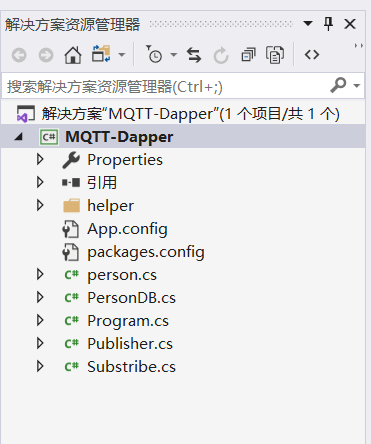 解决方案资源管理器
搜索解决方案资源管理器(Ctrl+;)
解决方案"MQTT-Dapper"(1 个项目/共 1 个)
C# MQTT-Dapper
Properties
引用
helper
App.config
packages.config
C# person.cs
C# PersonDB.cs
C# Program.cs
C# Publisher.cs
C# Substribe.cs